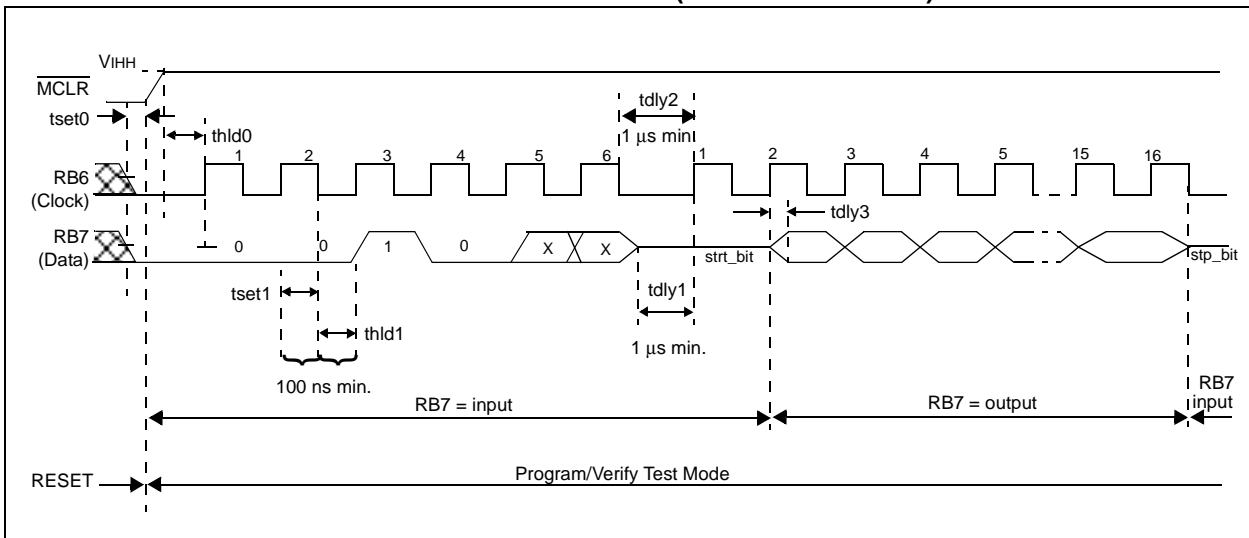 VIHH
MCLR
tset0
thld0
tdly2
1 µs min
1 2 3 4 5 6 1 2 3 4 5 15 16
RB6
(Clock)
tdly3
RB7
(Data)
0 0 1 0 X X strt_bit stp_bit
tset1
thld1
tdly1
1 µs min.
100 ns min.
RB7 = input
RB7 = output
RB7
input
RESET
Program/Verify Test Mode